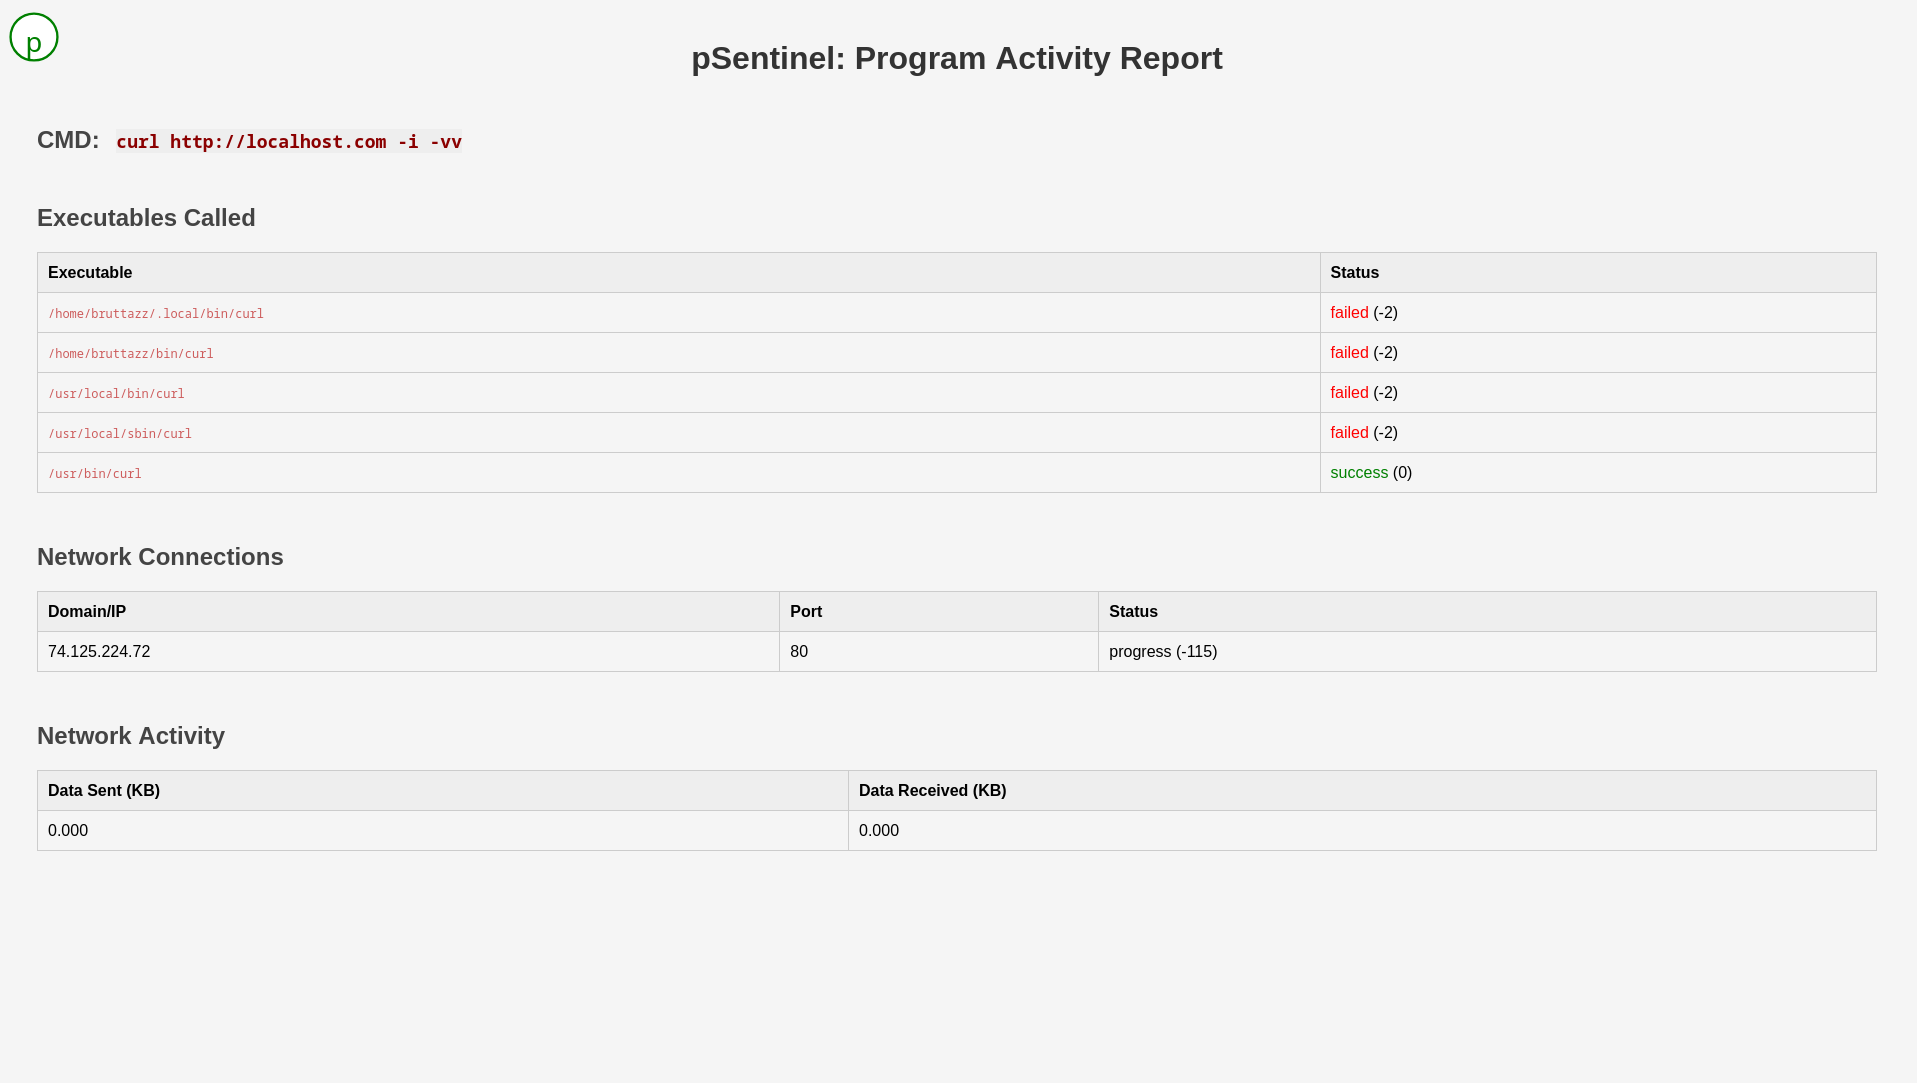 p
pSentinel: Program Activity Report
CMD: curl http://localhost.com -i -vv
Executables Called
Executable Status
/home/bruttazz/.local/bin/curl failed (-2)
/home/bruttazz/bin/curl failed (-2)
/usr/local/bin/curl failed (-2)
/usr/local/sbin/curl failed (-2)
/usr/bin/curl success (0)
Network Connections
Domain/IP Port Status
74.125.224.72 80 progress (-115)
Network Activity
Data Sent (KB) Data Received (KB)
0.000 0.000